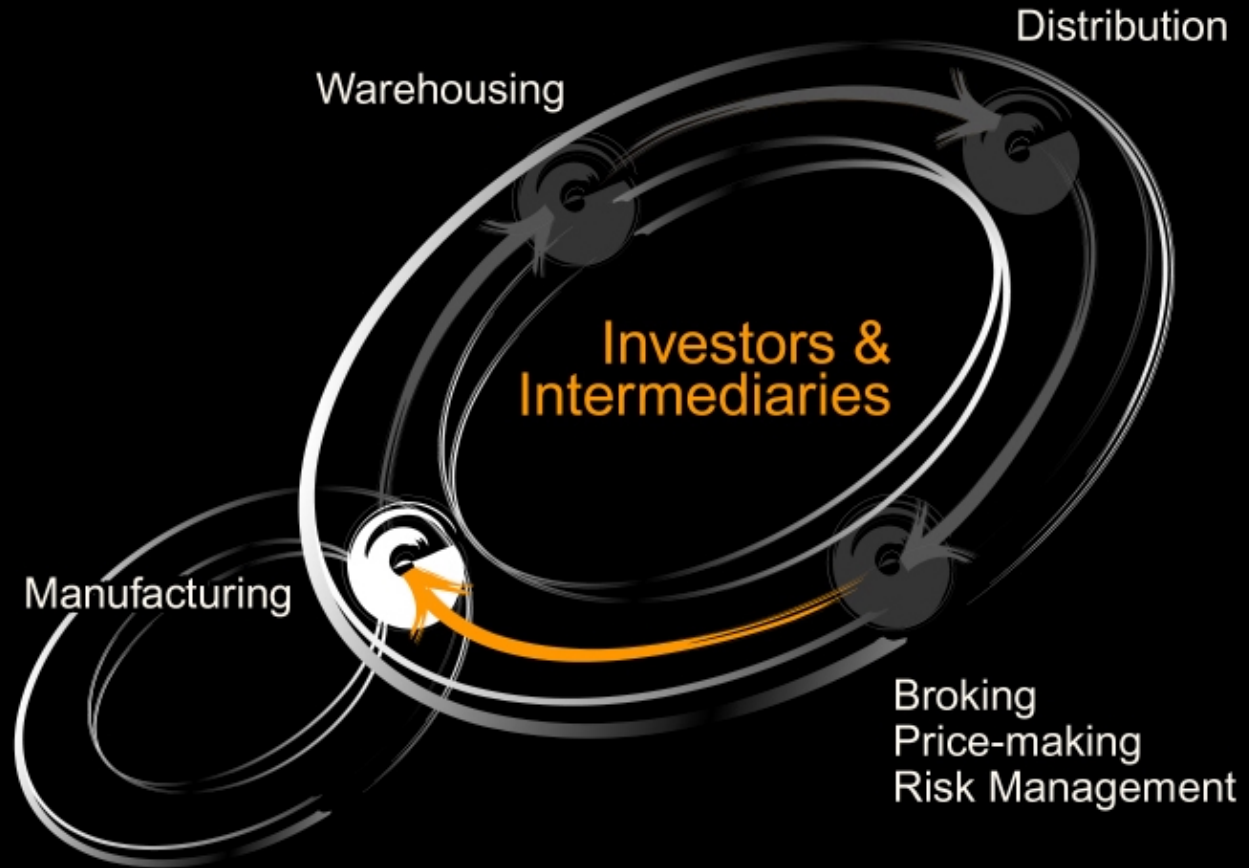 Distribution
Warehousing
Investors &
Intermediaries
Manufacturing
Broking
Price-making
Risk Management